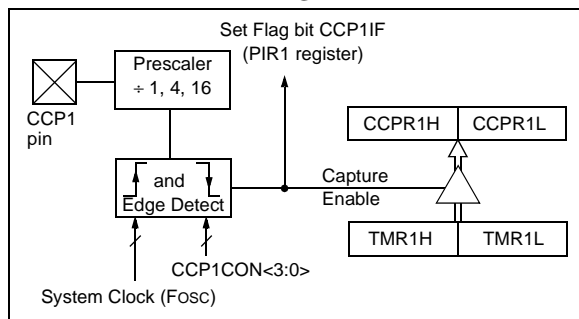 Set Flag bit CCP1IF
(PIR1 register)
Prescaler
÷ 1, 4, 16
CCP1
pin
CCPR1H
CCPR1L
and
Edge Detect
Capture
Enable
TMR1H
TMR1L
CCP1CON<3:0>
System Clock (FOSC)